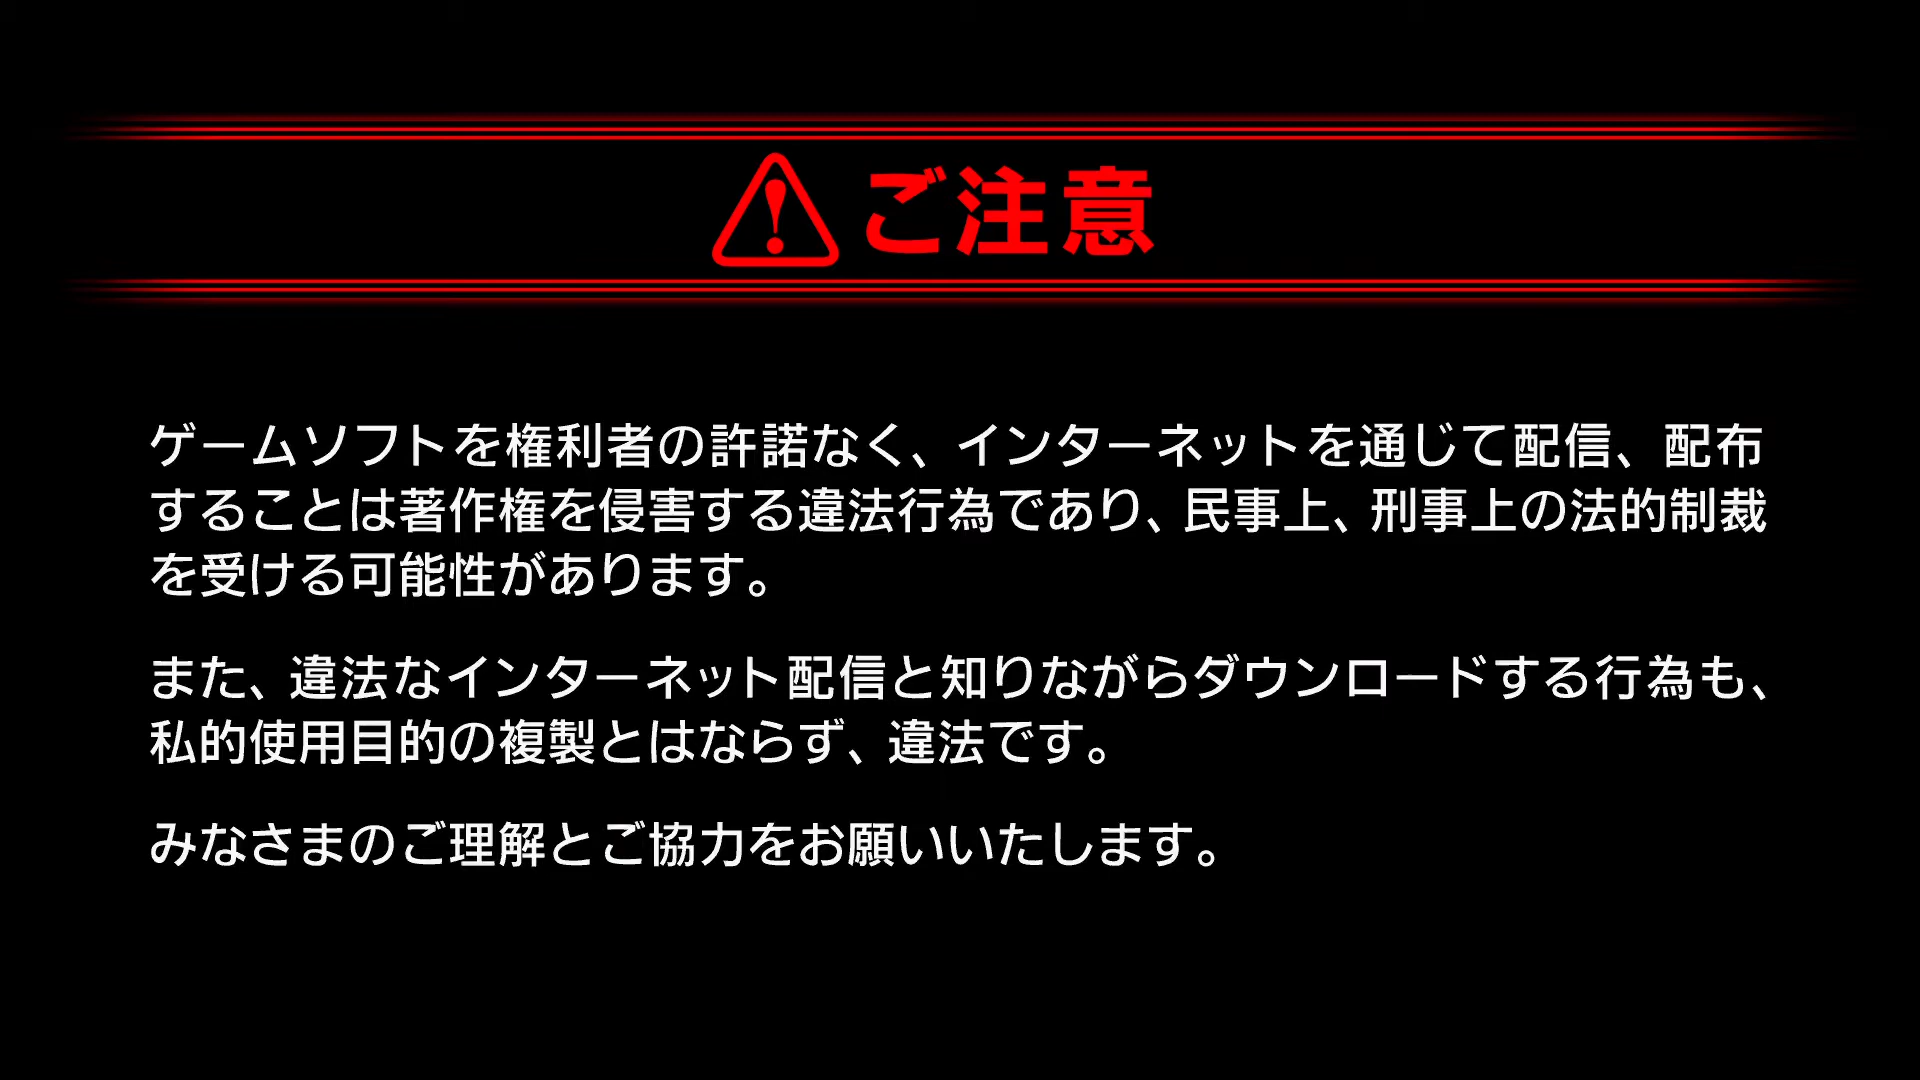 ご注意
ゲームソフトを権利者の許諾なく、インターネットを通じて配信、配布
することは著作権を侵害する違法行為であり、民事上、刑事上の法的制裁
を受ける可能性があります。
また、違法なインターネット配信と知りながらダウンロードする行為も、
私的使用目的の複製とはならず、違法です。
みなさまのご理解とご協力をお願いいたします。